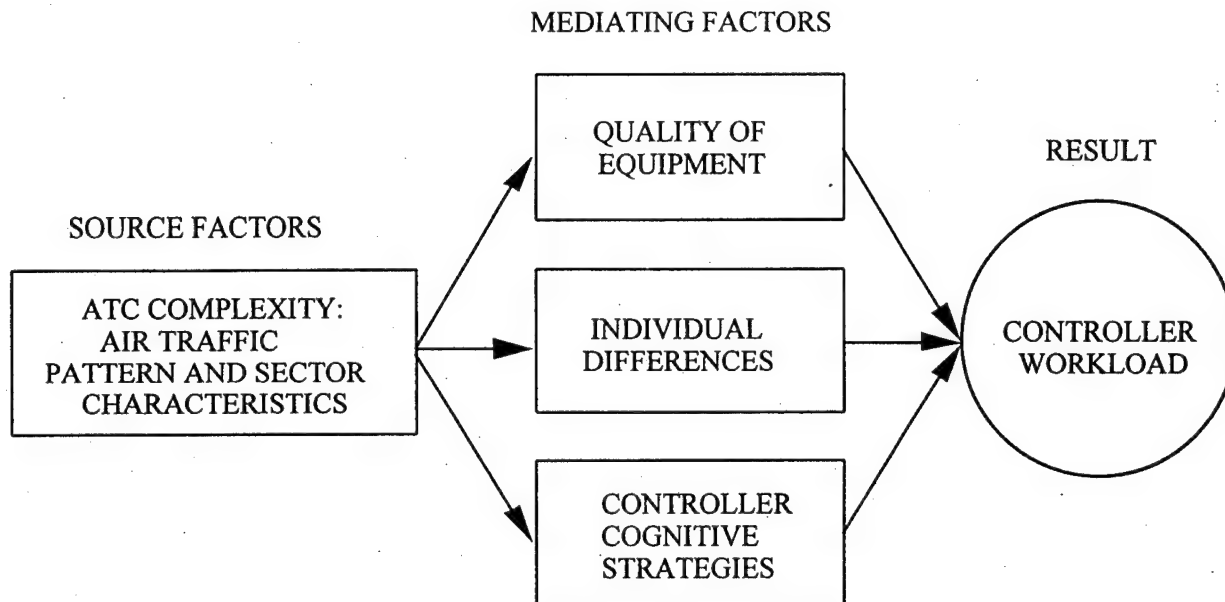 MEDIATING FACTORS
QUALITY OF
EQUIPMENT
RESULT
SOURCE FACTORS
ATC COMPLEXITY:
AIR TRAFFIC
PATTERN AND SECTOR
CHARACTERISTICS
INDIVIDUAL
DIFFERENCES
CONTROLLER
WORKLOAD
CONTROLLER
COGNITIVE
STRATEGIES